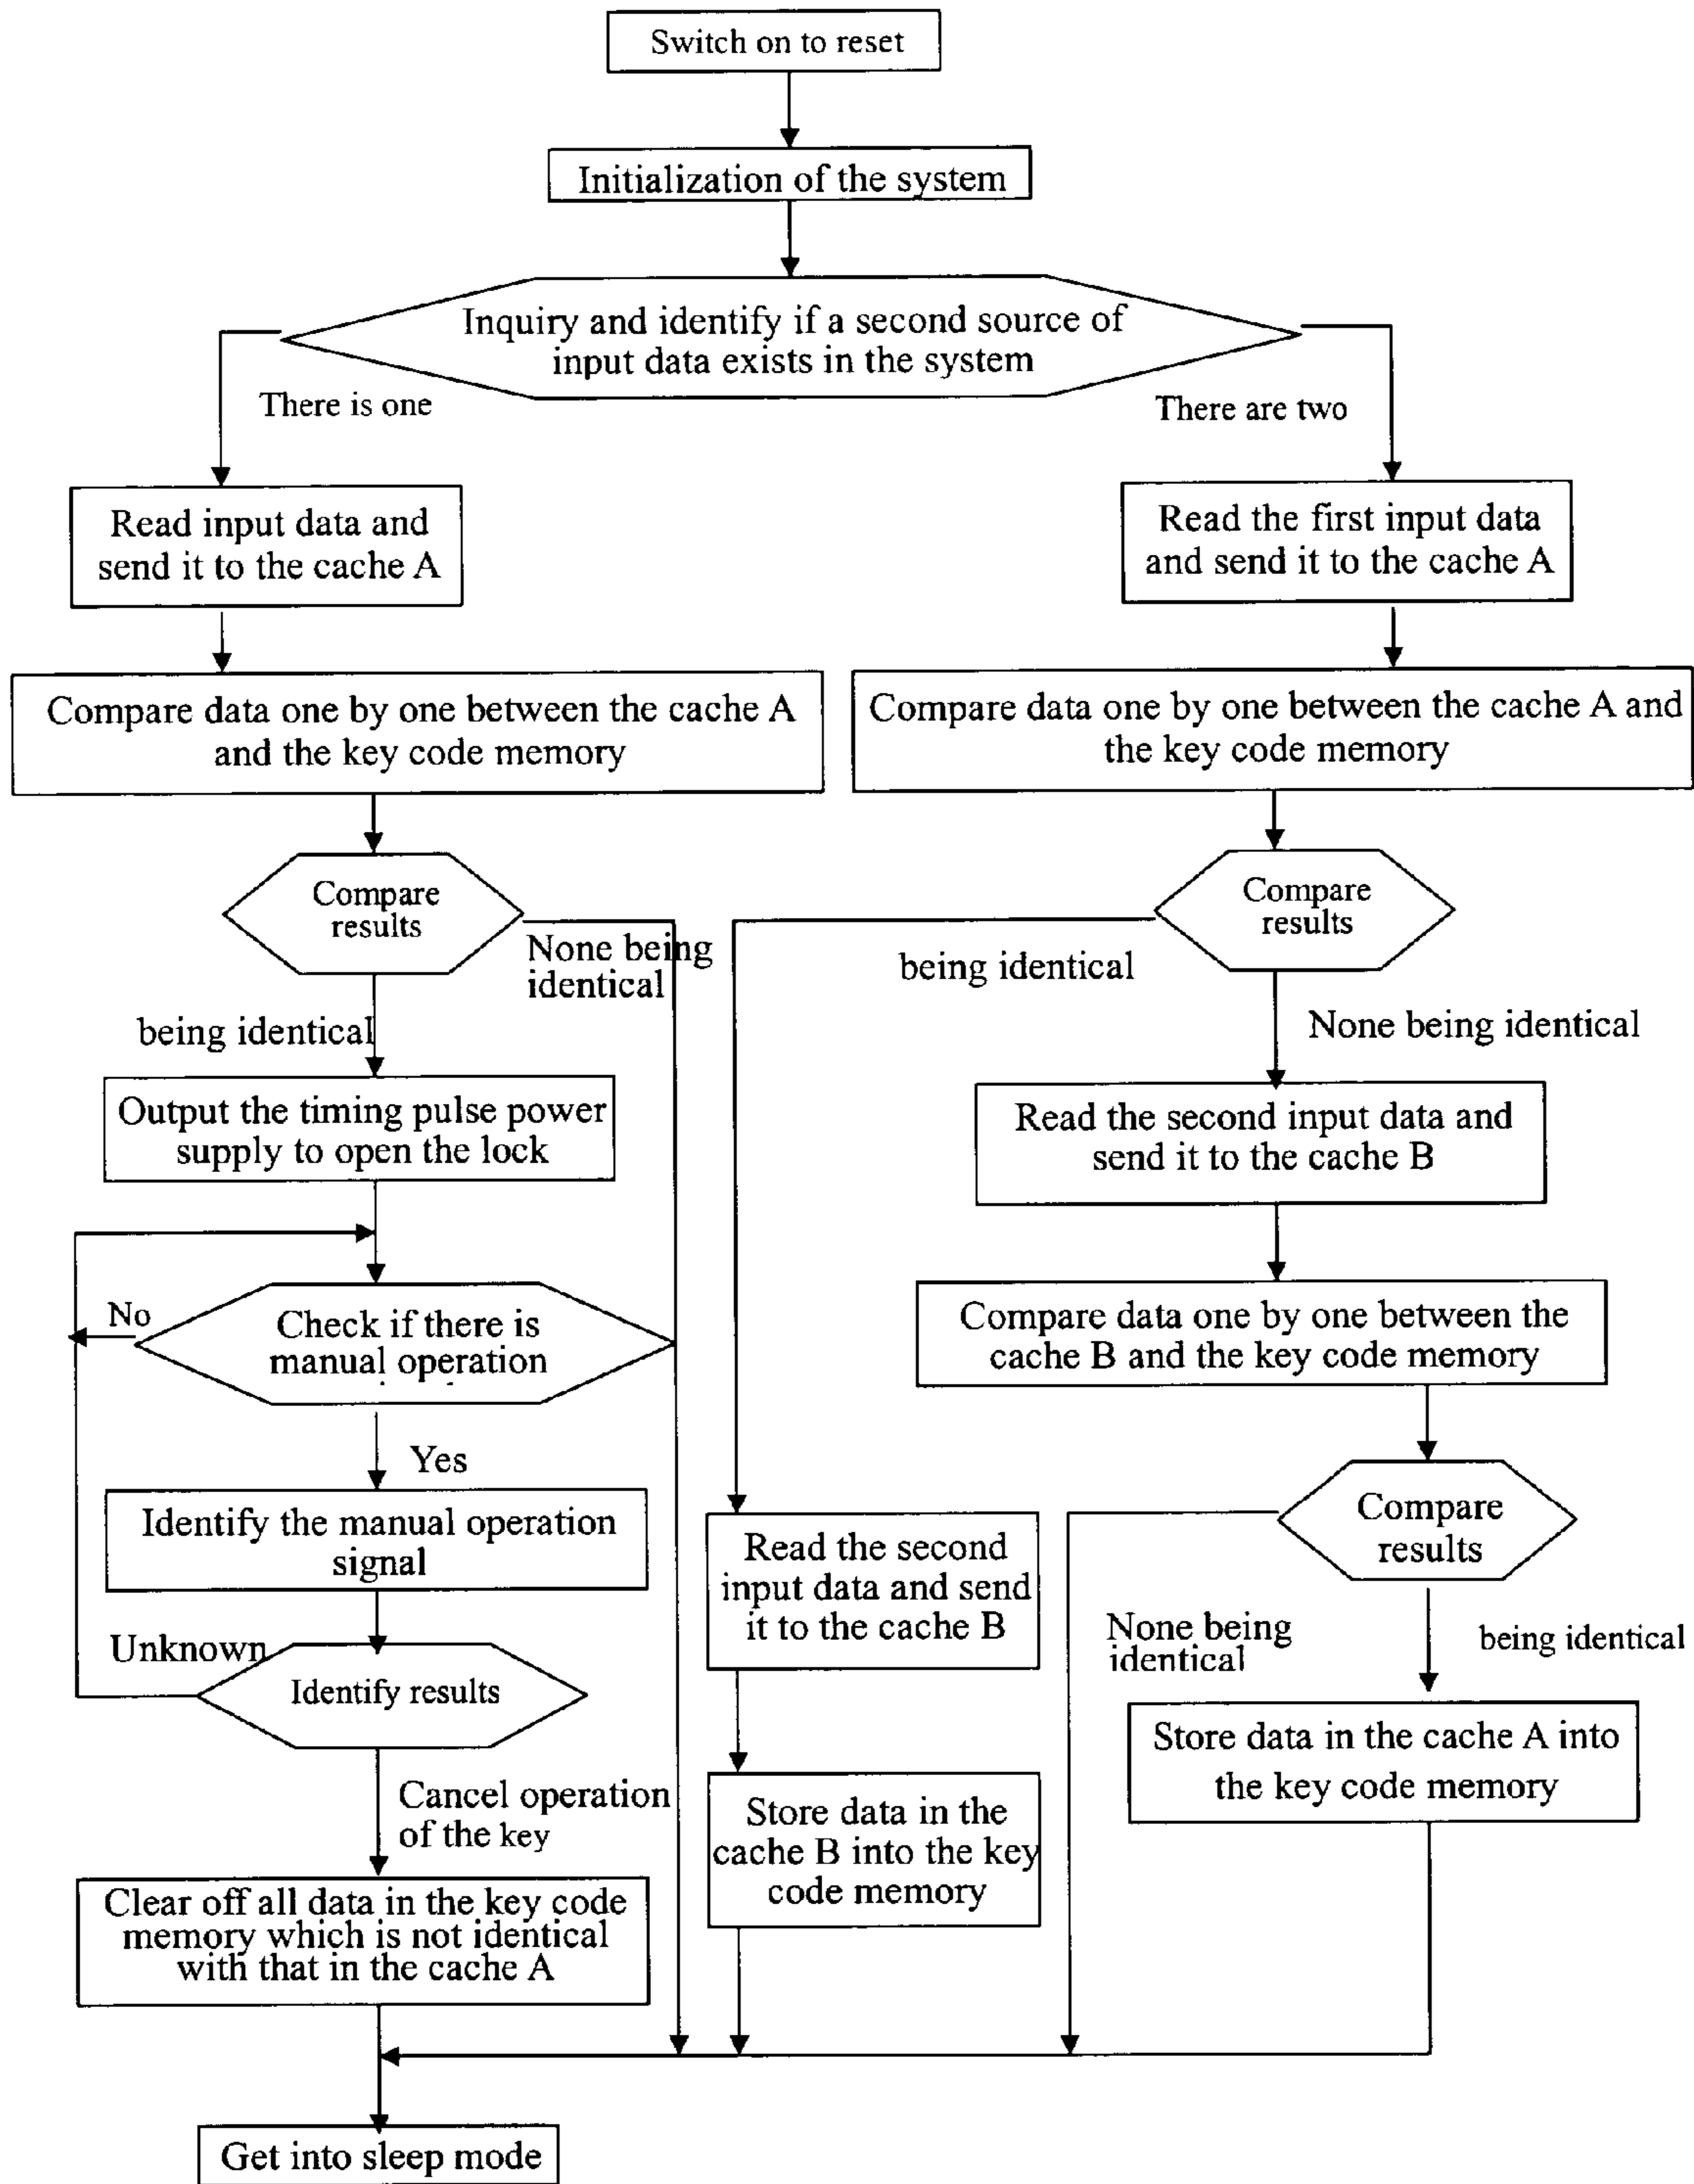 Switch on to reset
Initialization of the system
Inquiry and identify if a second source of
input data exists in the system
There is one
There are two
Read input data and
send it to the cache A
Read the first input data
and send it to the cache A
Compare data one by one between the cache A
and the key code memory
Compare data one by one between the cache A and
the key code memory
Compare
results
None being
identical
being identical
Compare
results
being identical
None being identical
Output the timing pulse power
supply to open the lock
Read the second input data and
send it to the cache B
No
Check if there is
manual operation
Compare data one by one between the
cache B and the key code memory
Yes
Identify the manual operation
signal
Compare
results
Read the second
input data and send
it to the cache B
None being
identical
being identical
Unknown
Identify results
Store data in the cache A into
the key code memory
Cancel operation
of the key
Store data in the
cache B into the key
code memory
Clear off all data in the key code
memory which is not identical
with that in the cache A
Get into sleep mode